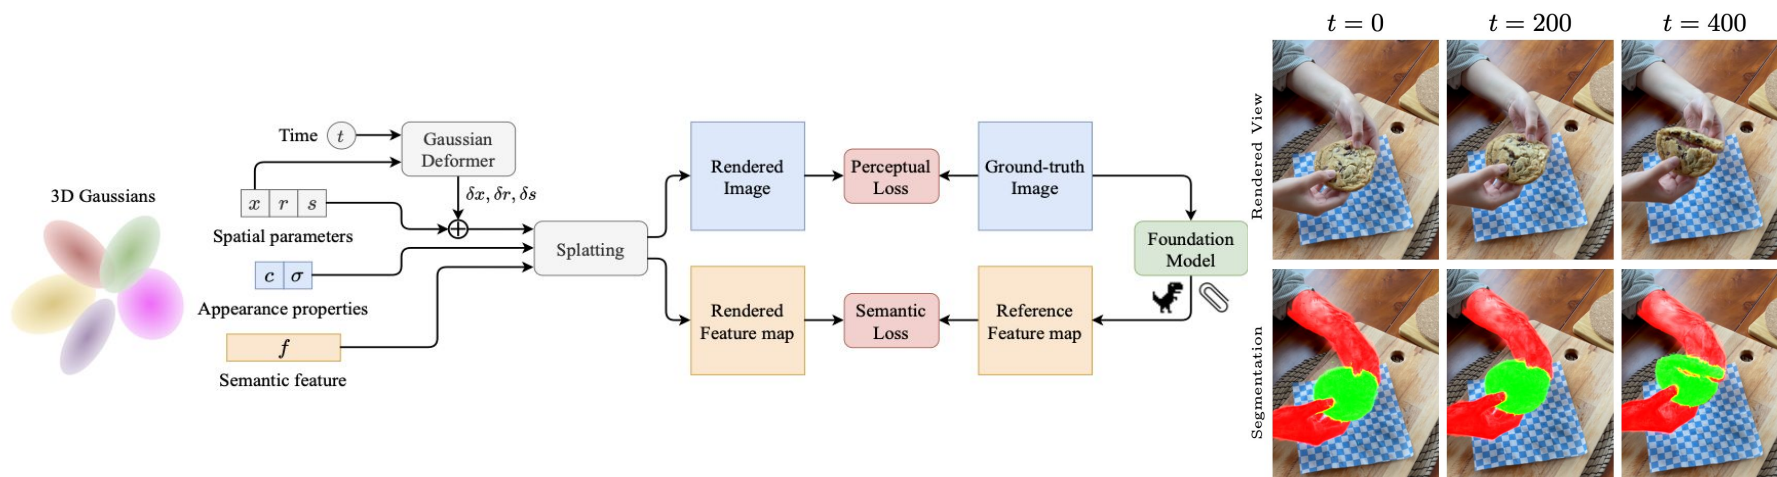 3D Gaussians
Time t
Gaussian
Deformer
δx, δr, δs
x r s
Spatial parameters
c σ
Appearance properties
f
Semantic feature
Splatting
Rendered
Image
Perceptual
Loss
Ground-truth
Image
Foundation
Model
Rendered
Feature map
Semantic
Loss
Reference
Feature map
t = 0
t = 200
t = 400
Rendered View
Segmentation